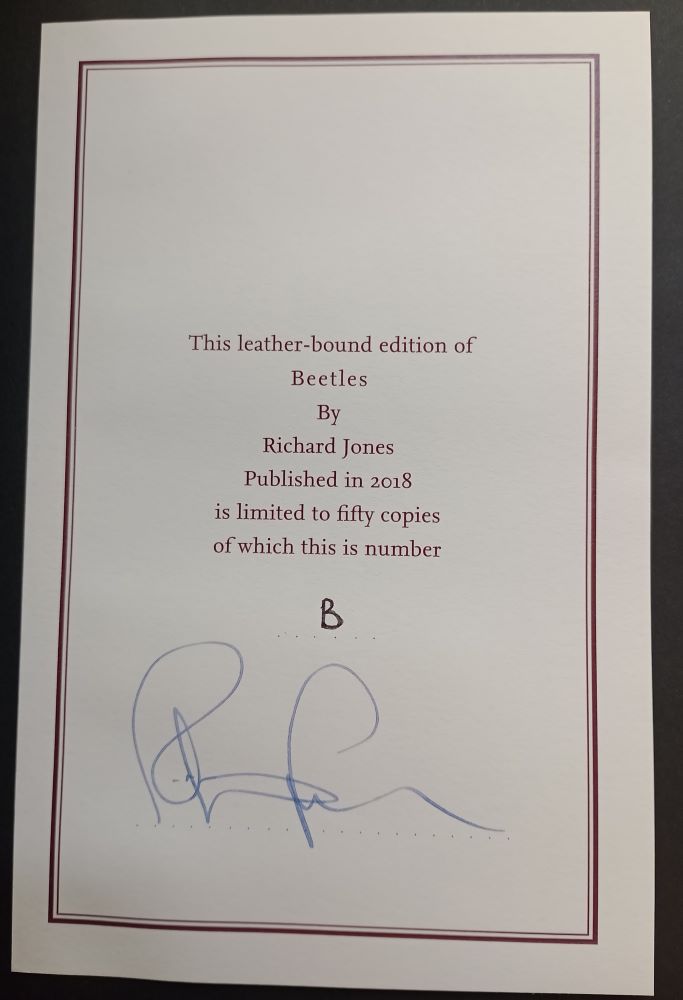 This leather-bound edition of
Beetles
By
Richard Jones
Published in 2018
is limited to fifty copies
of which this is number
B